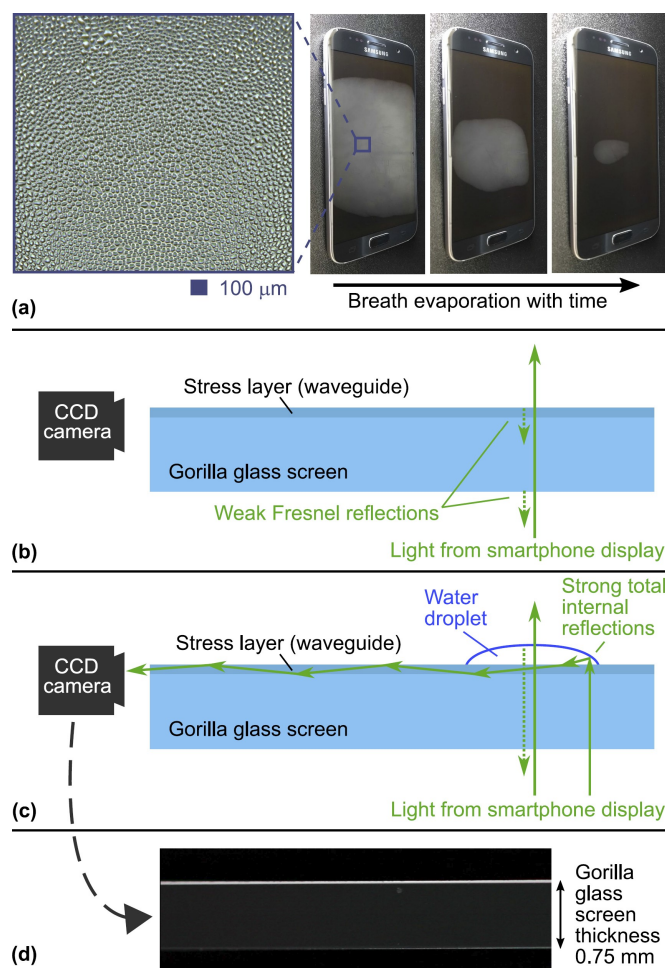 SAMSUNG
SAMSUNG
SAMSUNG
100 μm
(a)
Breath evaporation with time
CCD
camera
Stress layer (waveguide)
Gorilla glass screen
Weak Fresnel reflections
(b)
Light from smartphone display
Water
droplet
Strong total
internal
reflections
CCD
camera
Stress layer (waveguide)
Gorilla glass screen
(c)
Light from smartphone display
Gorilla
glass
screen
thickness
0.75 mm
(d)